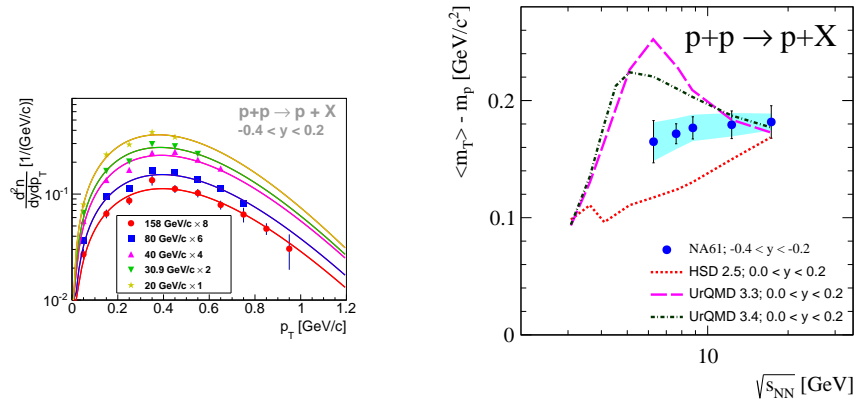 p+p → p + X
-0.4 < y < 0.2
d²n
dydp_T
[1/(GeV/c)]
10⁻¹
10⁻²
158 GeV/c × 8
80 GeV/c × 6
40 GeV/c × 4
30.9 GeV/c × 2
20 GeV/c × 1
0 0.2 0.4 0.6 0.8 1 1.2
p_T [GeV/c]
p+p → p+X
<m_T> - m_p [GeV/c²]
0.2
0.1
0
NA61; -0.4 < y < -0.2
HSD 2.5; 0.0 < y < 0.2
UrQMD 3.3; 0.0 < y < 0.2
UrQMD 3.4; 0.0 < y < 0.2
10
√s_NN [GeV]